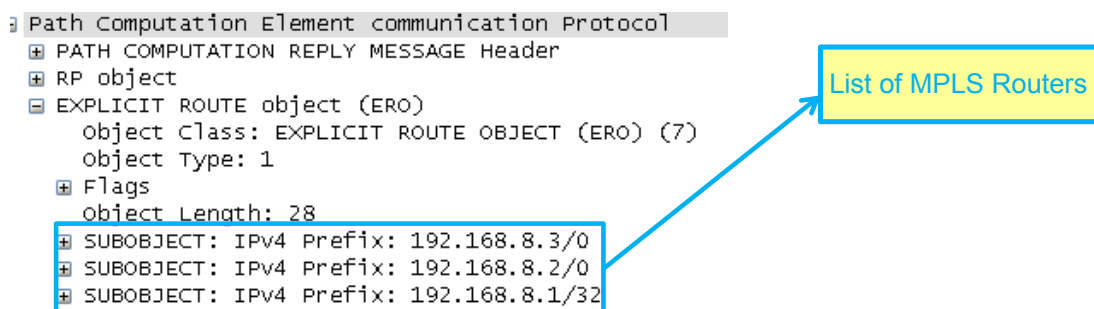 Path Computation Element communication Protocol
PATH COMPUTATION REPLY MESSAGE Header
RP object
EXPLICIT ROUTE object (ERO)
Object Class: EXPLICIT ROUTE OBJECT (ERO) (7)
Object Type: 1
Flags
Object Length: 28
SUBOBJECT: IPv4 Prefix: 192.168.8.3/0
SUBOBJECT: IPv4 Prefix: 192.168.8.2/0
SUBOBJECT: IPv4 Prefix: 192.168.8.1/32
List of MPLS Routers